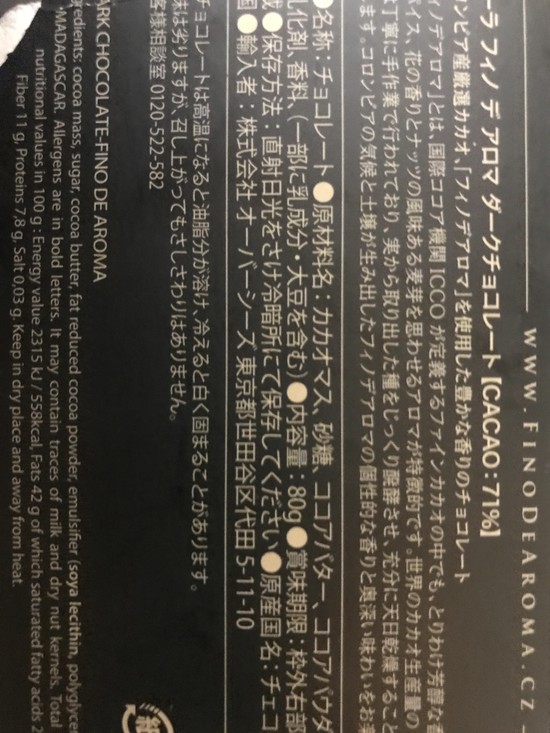 WWW.FINODEAROMA.CZ
ラ フィノ デ アロマ ダークチョコレート【CACAO:71%】
ンビア産厳選カカオ、「フィノデアロマ」を使用した豊かな香りのチョコレート
ィノデアロマ」とは、国際ココア機関 ICCO が定義するファインカカオの中でも、とりわけ芳醇な香
パイス、花の香りとナッツの風味ある麦芽を思わせるアロマが特徴的です。世界のカカオ生産量の
丁寧に手作業で行われており、実から取り出した種をじっくり醗酵させ、充分に天日乾燥すること
ます。コロンビアの気候と土壌が生み出したフィノデアロマの個性的な香りと奥深い味わいをお楽
●名称:チョコレート ●原材料名:カカオマス、砂糖、ココアバター、ココアパウダ
乳化剤、香料、(一部に乳成分・大豆を含む) ●内容量:80g ●賞味期限:枠外右部
載 ●保存方法:直射日光をさけ冷暗所にて保存してください ●原産国名:チェコ
国 ●輸入者:株式会社オーバーシーズ 東京都世田谷区代田 5-11-10
チョコレートは高温になると油脂分が溶け、冷えると白く固まることがあります。
味は劣りますが、召し上がってもさしさわりはありません。
客様相談室 0120-522-582
ARK CHOCOLATE-FINO DE AROMA
redients: cocoa mass, sugar, cocoa butter, fat reduced cocoa powder, emulsifier (soya lecithin, polyglycer
MADAGASCAR. Allergens are in bold letters. It may contain traces of milk and dry nut kernels. Total
nutritional values in 100 g : Energy value 2315 kJ / 558kcal, Fats 42 g of which saturated fatty acids 2
Fiber 11 g, Proteins 7,8 g, Salt 0,03 g. Keep in dry place and away from heat.
紙